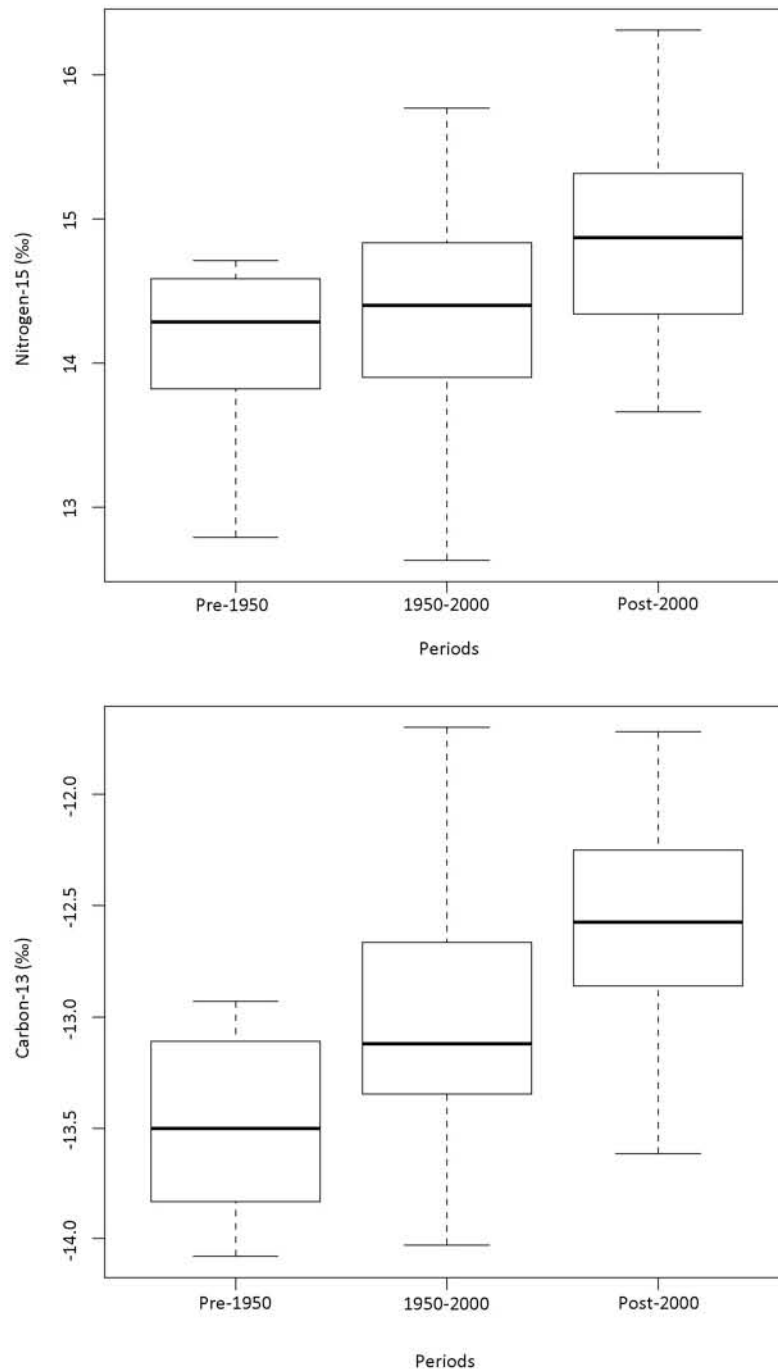 Nitrogen-15 (‰)
16
15
14
13
Pre-1950 1950-2000 Post-2000
Periods
Carbon-13 (‰)
-12.0
-12.5
-13.0
-13.5
-14.0
Pre-1950 1950-2000 Post-2000
Periods